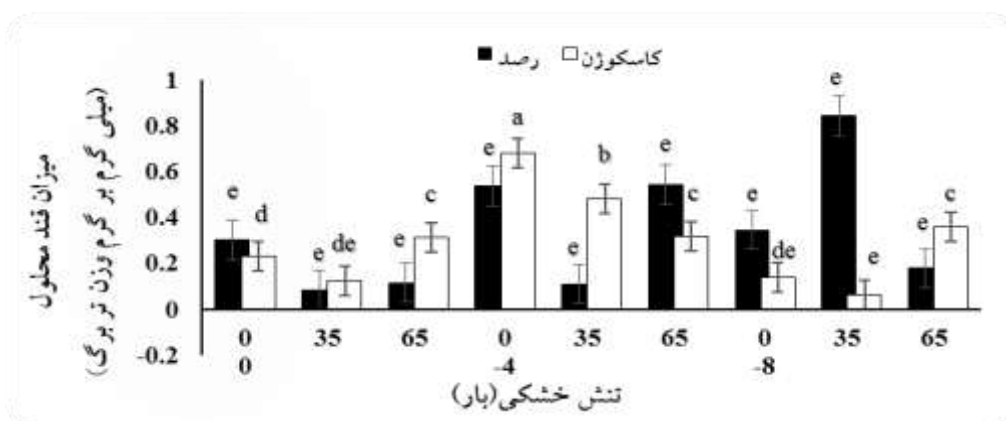 ■ رصد □ کاسکوژن
میزان قند محلول
(میلی گرم بر گرم وزن تر برگ)
1
0.8
0.6
0.4
0.2
0
-0.2
e d e de e c e a e b e c e de e e e c
0 35 65 0 35 65 0 35 65
0 -4 -8
تنش خشکی(بار)